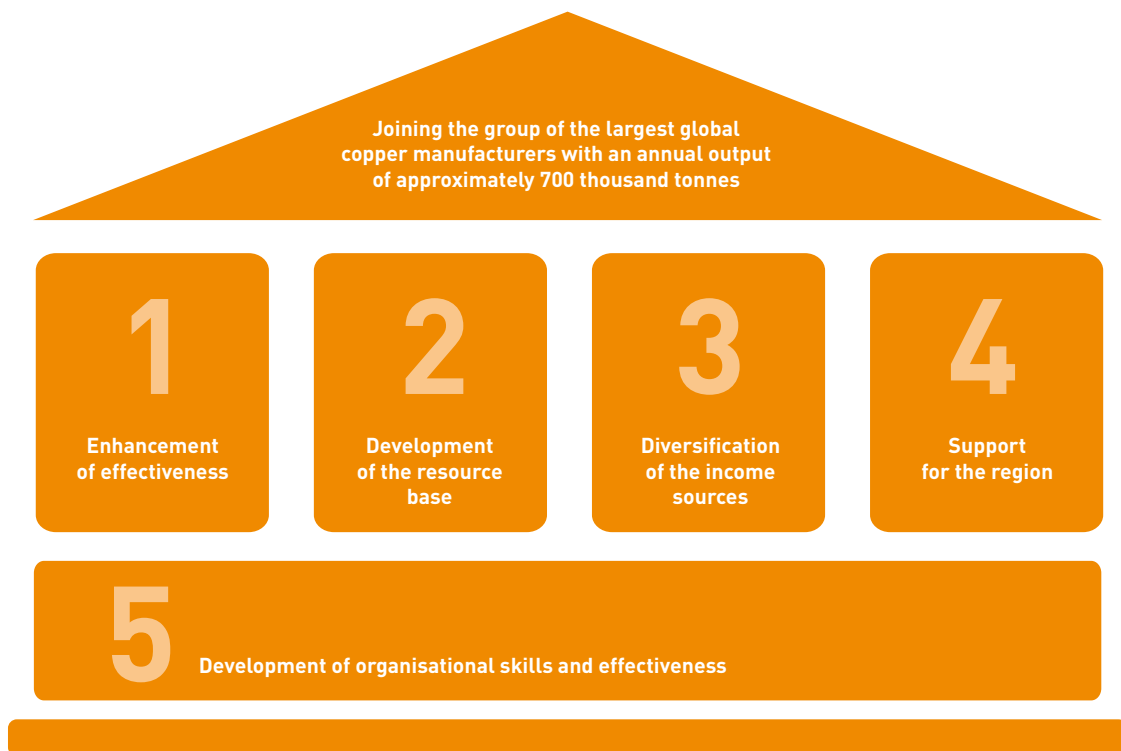 Joining the group of the largest global
copper manufacturers with an annual output
of approximately 700 thousand tonnes
1
Enhancement
of effectiveness
2
Development
of the resource
base
3
Diversification
of the income
sources
4
Support
for the region
5
Development of organisational skills and effectiveness